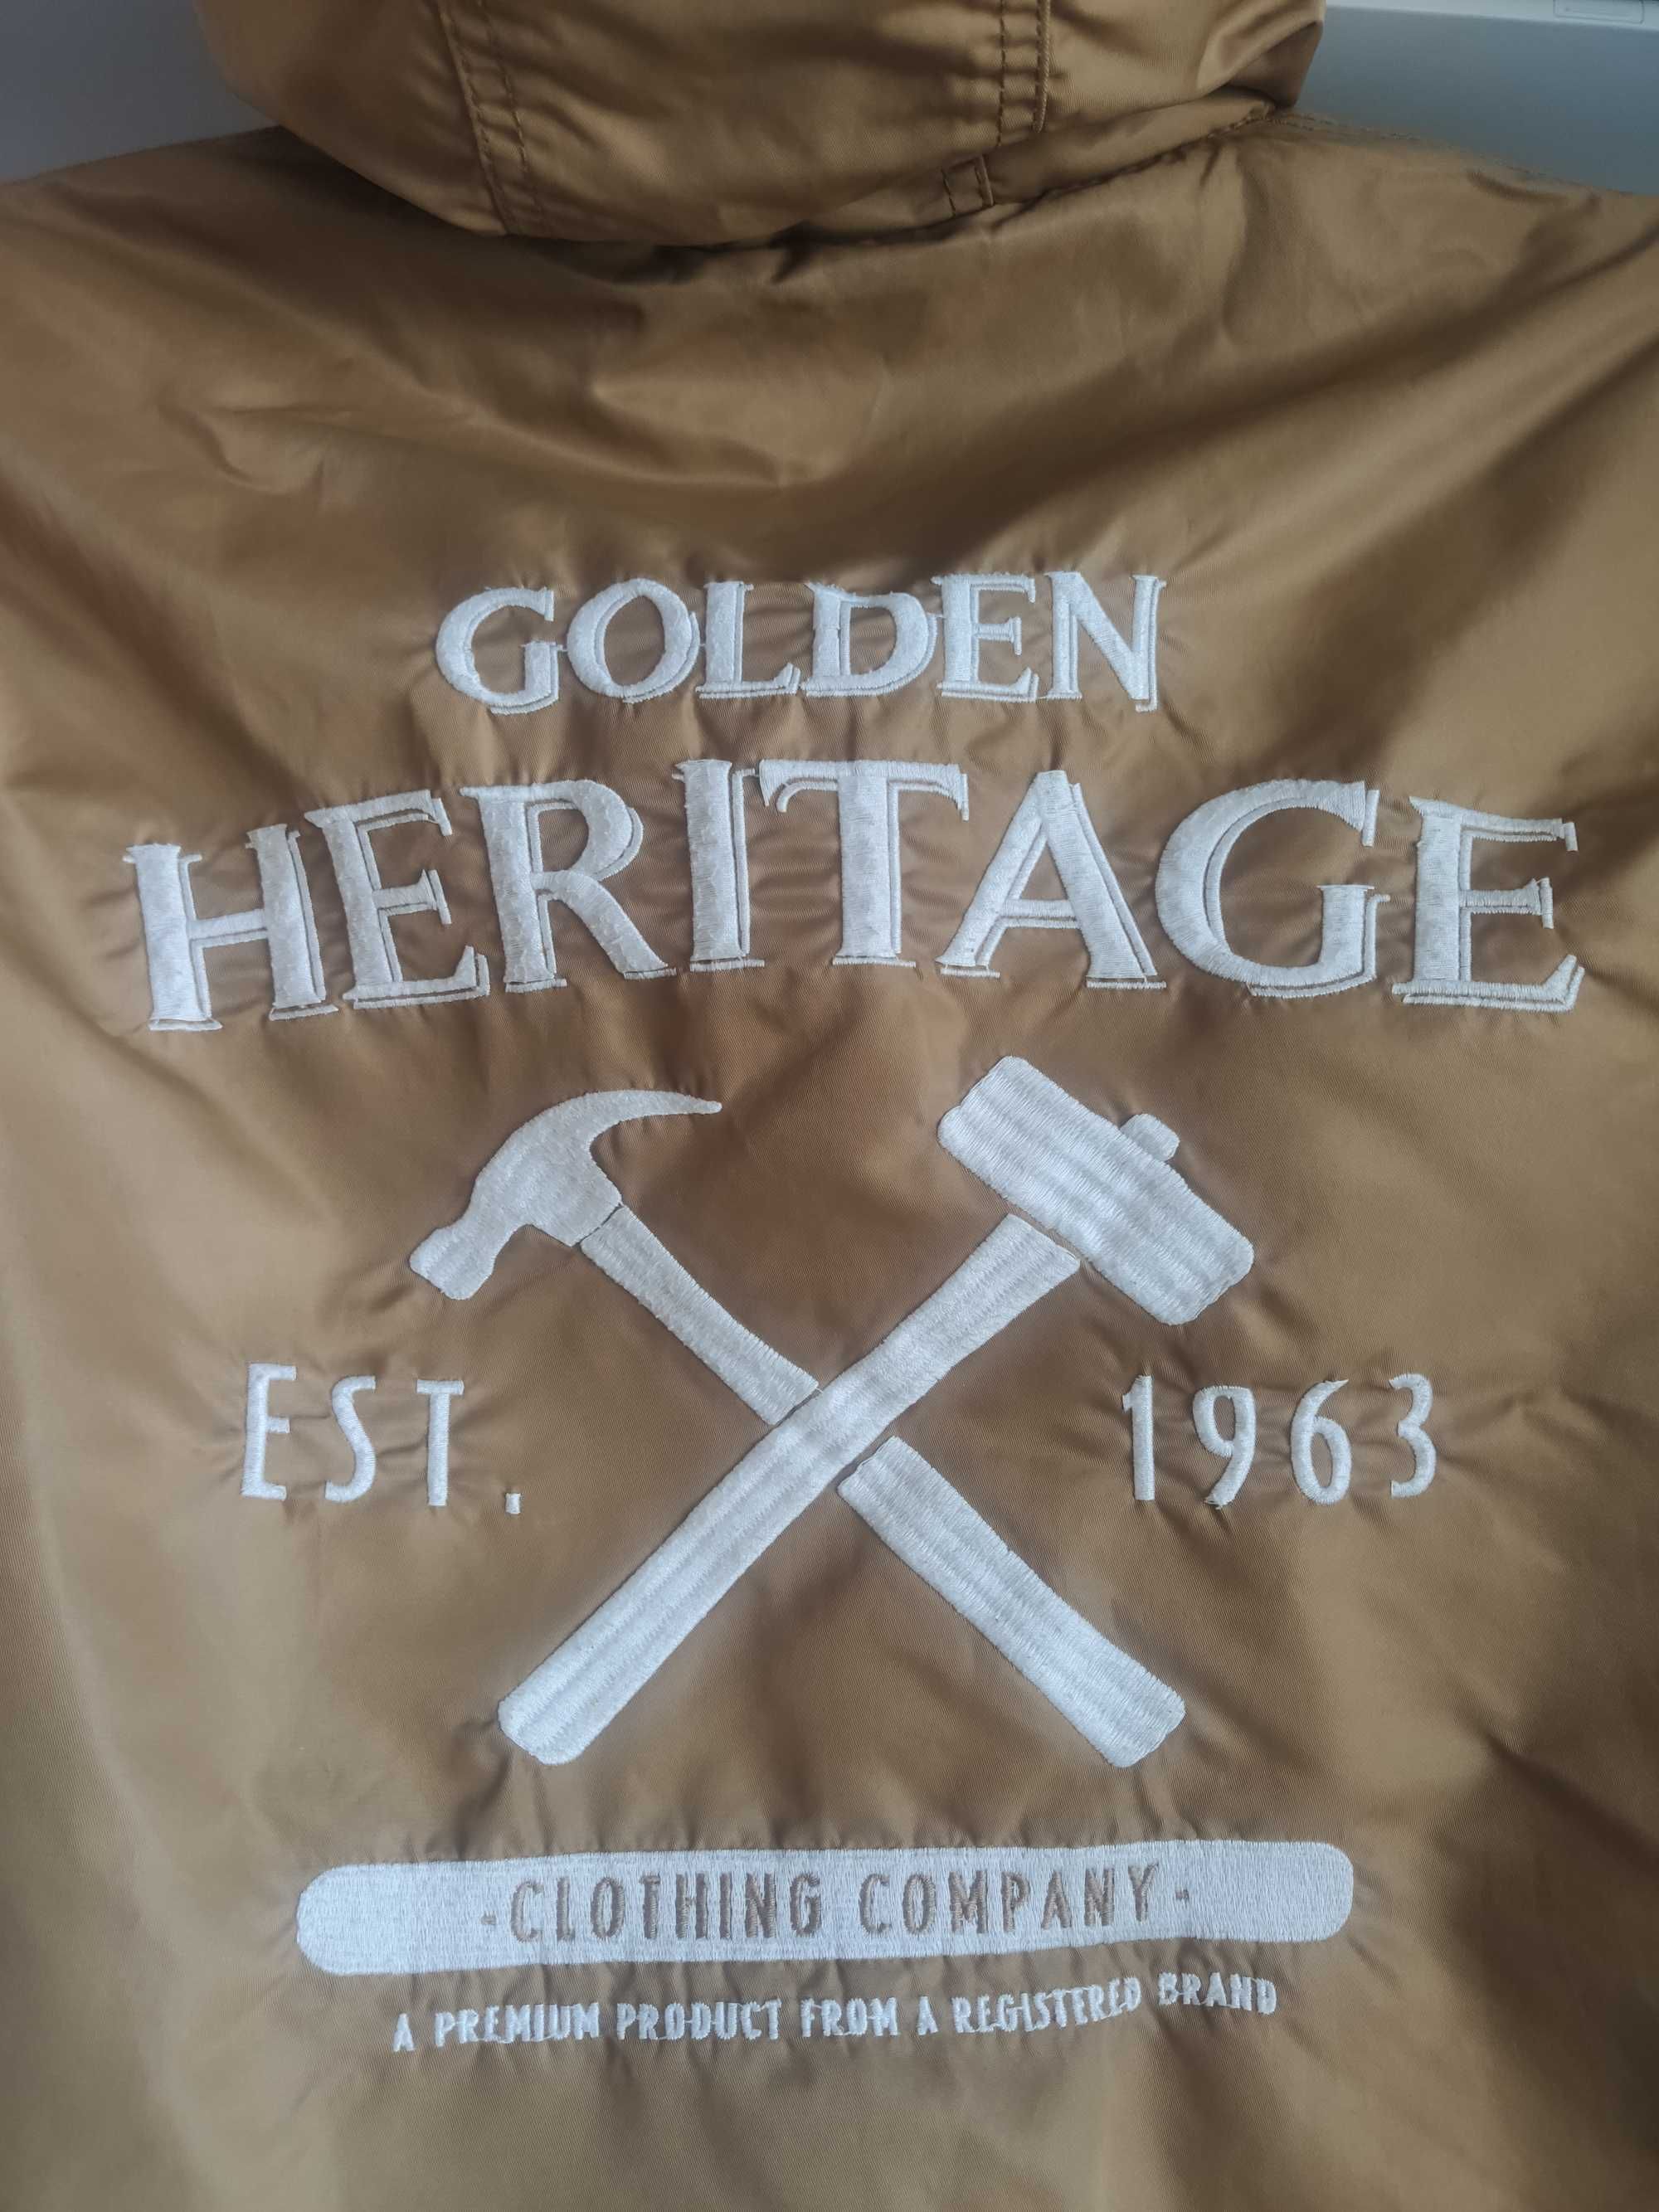 GOLDEN
HERITAGE
EST. 1963
-CLOTHING COMPANY-
A PREMIUM PRODUCT FROM A REGISTERED BRAND